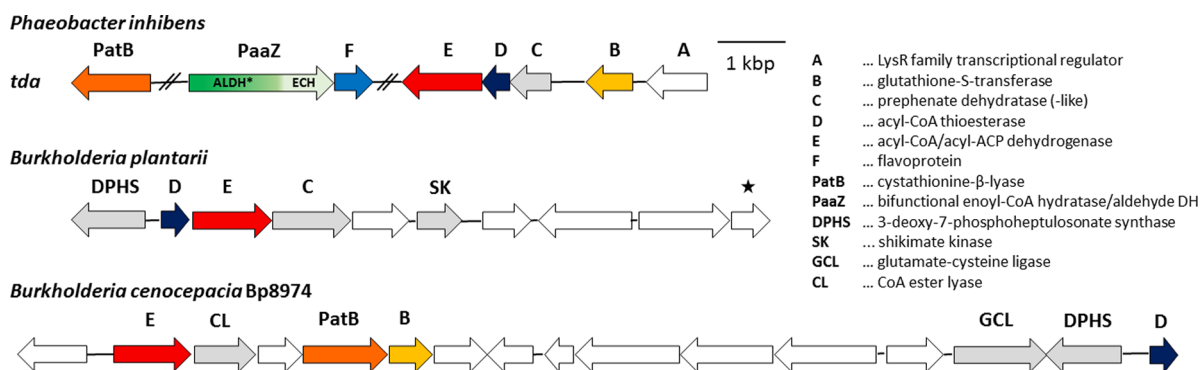 Phaeobacter inhibens
PatB PaaZ F E D C B A
1 kbp
tda
ALDH* ECH
Burkholderia plantarii
DPHS D E C SK ★
Burkholderia cenocepacia Bp8974
E CL PatB B GCL DPHS D
A ... LysR family transcriptional regulator
B ... glutathione-S-transferase
C ... prephenate dehydratase (-like)
D ... acyl-CoA thioesterase
E ... acyl-CoA/acyl-ACP dehydrogenase
F ... flavoprotein
PatB ... cystathionine-β-lyase
PaaZ ... bifunctional enoyl-CoA hydratase/aldehyde DH
DPHS ... 3-deoxy-7-phosphoheptulosonate synthase
SK ... shikimate kinase
GCL ... glutamate-cysteine ligase
CL ... CoA ester lyase